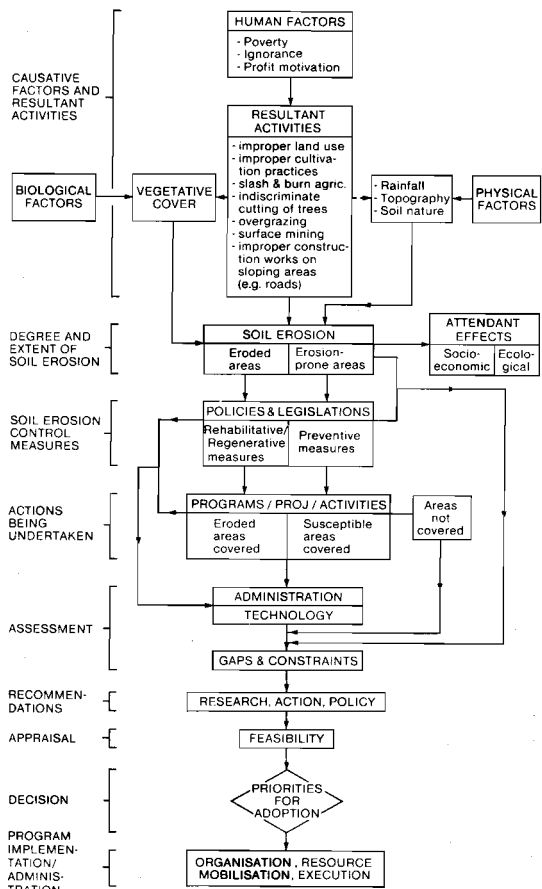 HUMAN FACTORS
- Poverty
- Ignorance
- Profit motivation
CAUSATIVE
FACTORS AND
RESULTANT
ACTIVITIES
RESULTANT
ACTIVITIES
- improper land use
- improper cultiva-
tion practices
- slash & burn agric.
- indiscriminate
cutting of trees
- overgrazing
- surface mining
- improper construc-
tion works on
sloping areas
(e.g. roads)
BIOLOGICAL
FACTORS
VEGETATIVE
COVER
- Rainfall
- Topography
- Soil nature
PHYSICAL
FACTORS
DEGREE AND
EXTENT OF
SOIL EROSION
SOIL EROSION
Eroded
areas
Erosion-
prone areas
ATTENDANT
EFFECTS
Socio-
economic
Ecolo-
gical
SOIL EROSION
CONTROL
MEASURES
POLICIES & LEGISLATIONS
Rehabilitative/
Regenerative
measures
Preventive
measures
ACTIONS
BEING
UNDERTAKEN
PROGRAMS / PROJ / ACTIVITIES
Eroded
areas
covered
Susceptible
areas
covered
Areas
not
covered
ASSESSMENT
ADMINISTRATION
TECHNOLOGY
GAPS & CONSTRAINTS
RECOMMEN-
DATIONS
RESEARCH, ACTION, POLICY
APPRAISAL
FEASIBILITY
DECISION
PRIORITIES
FOR
ADOPTION
PROGRAM
IMPLEMEN-
TATION/
ADMINIS-
TRATION
ORGANISATION, RESOURCE
MOBILISATION, EXECUTION